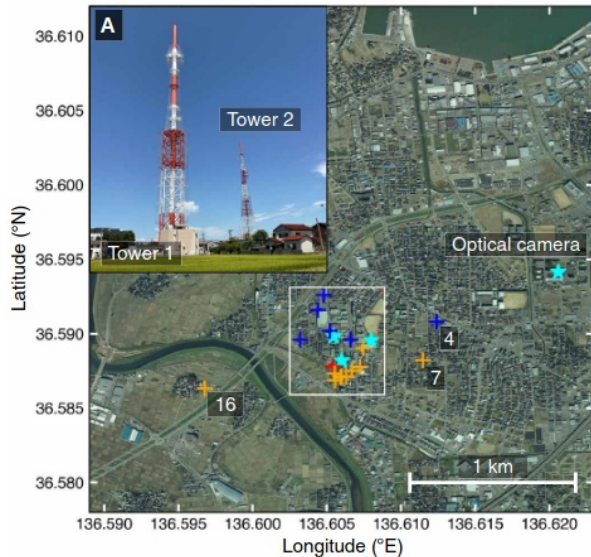 A
Tower 2
Tower 1
Optical camera
4
7
16
1 km
36.610
36.605
36.600
36.595
36.590
36.585
36.580
Latitude (°N)
136.590
136.595
136.600
136.605
136.610
136.615
136.620
Longitude (°E)